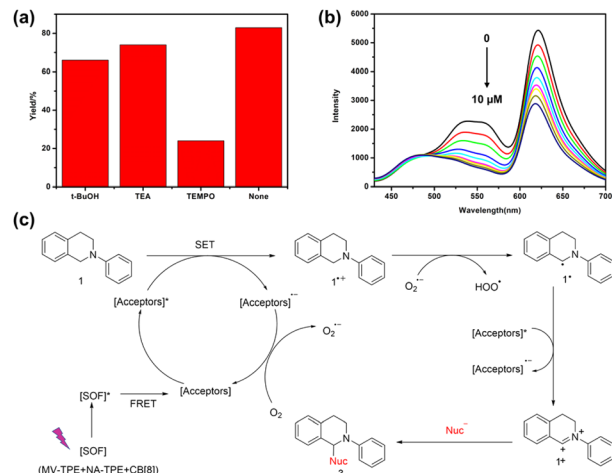 (a)
Yield/%
80
60
40
20
0
t-BuOH TEA TEMPO None
(b)
Intensity
6000
5000
4000
3000
2000
1000
0
0
10 μM
450 500 550 600 650 700
Wavelength(nm)
(c)
1
SET
[Acceptors]*
[Acceptors]•−
1•+
O2•−
HOO•
1•
[Acceptors]*
[Acceptors]•−
O2•−
[Acceptors]
O2
[SOF]*
FRET
[SOF]
(MV-TPE+NA-TPE+CB[8])
Nuc
2
Nuc−
N+
+
1+